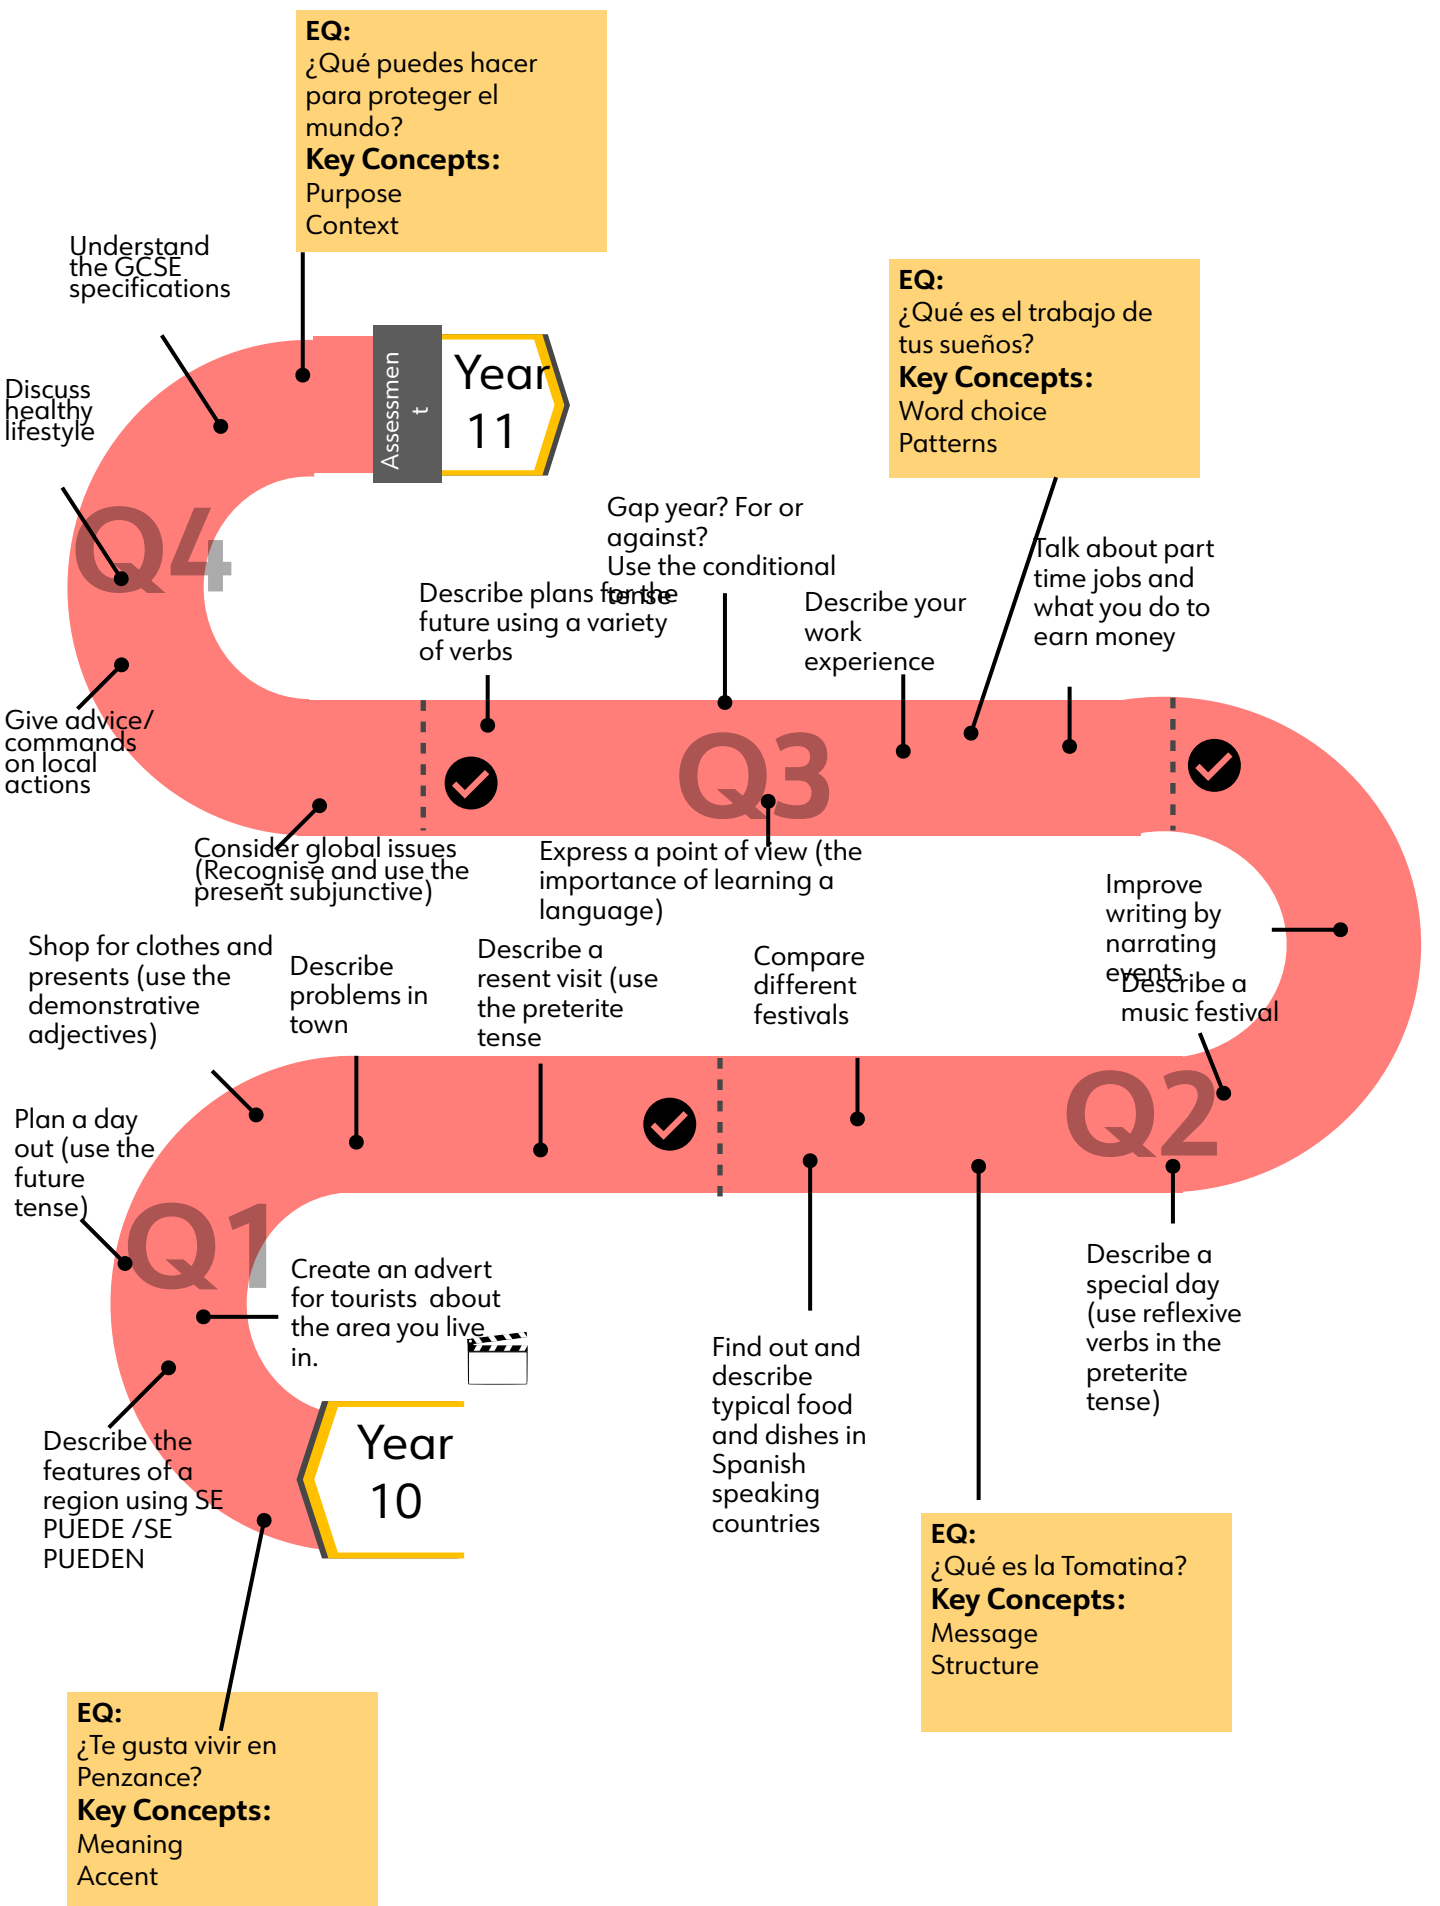 EQ:
¿Qué puedes hacer
para proteger el
mundo?
Key Concepts:
Purpose
Context
Understand
the GCSE
specifications
EQ:
¿Qué es el trabajo de
tus sueños?
Key Concepts:
Word choice
Patterns
Assessmen
t
Year
11
Discuss
healthy
lifestyle
Q4
Gap year? For or
against?
Use the conditional
tense
Describe plans for the
future using a variety
of verbs
Describe your
work
experience
Talk about part
time jobs and
what you do to
earn money
Give advice/
commands
on local
actions
Q3
Consider global issues
(Recognise and use the
present subjunctive)
Express a point of view (the
importance of learning a
language)
Improve
writing by
narrating
events
Shop for clothes and
presents (use the
demonstrative
adjectives)
Describe
problems in
town
Describe a
resent visit (use
the preterite
tense
Compare
different
festivals
Describe a
music festival
Plan a day
out (use the
future
tense)
Q2
Q1
Create an advert
for tourists  about
the area you live
in.
Describe a
special day
(use reflexive
verbs in the
preterite
tense)
Find out and
describe
typical food
and dishes in
Spanish
speaking
countries
Describe the
features of a
region using SE
PUEDE /SE
PUEDEN
Year
10
EQ:
¿Qué es la Tomatina?
Key Concepts:
Message
Structure
EQ:
¿Te gusta vivir en
Penzance?
Key Concepts:
Meaning
Accent